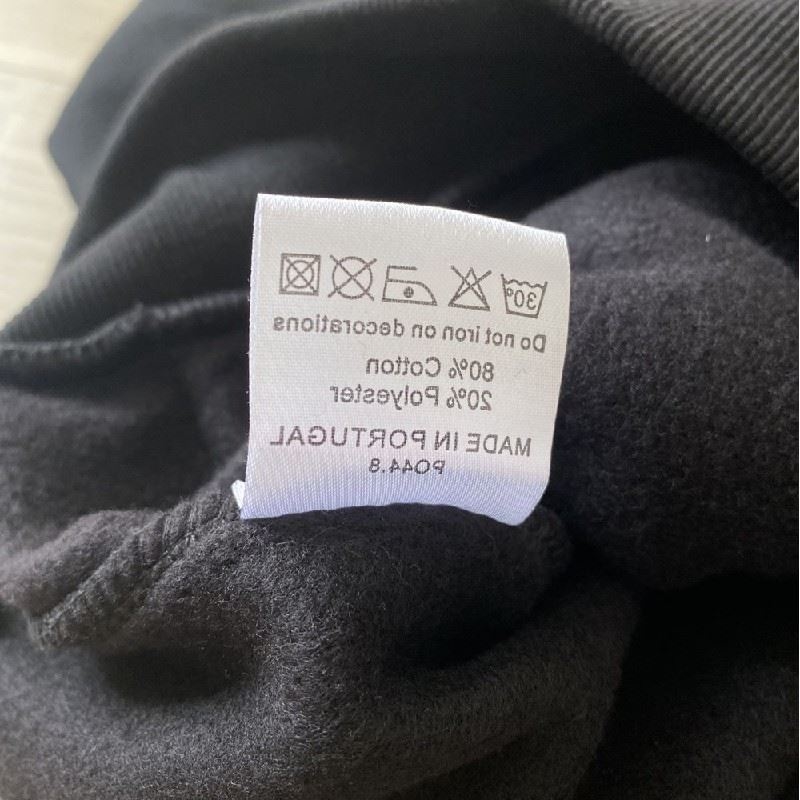 30°
Do not iron on decorations
80% Cotton
20% Polyester
MADE IN PORTUGAL
PO44.8